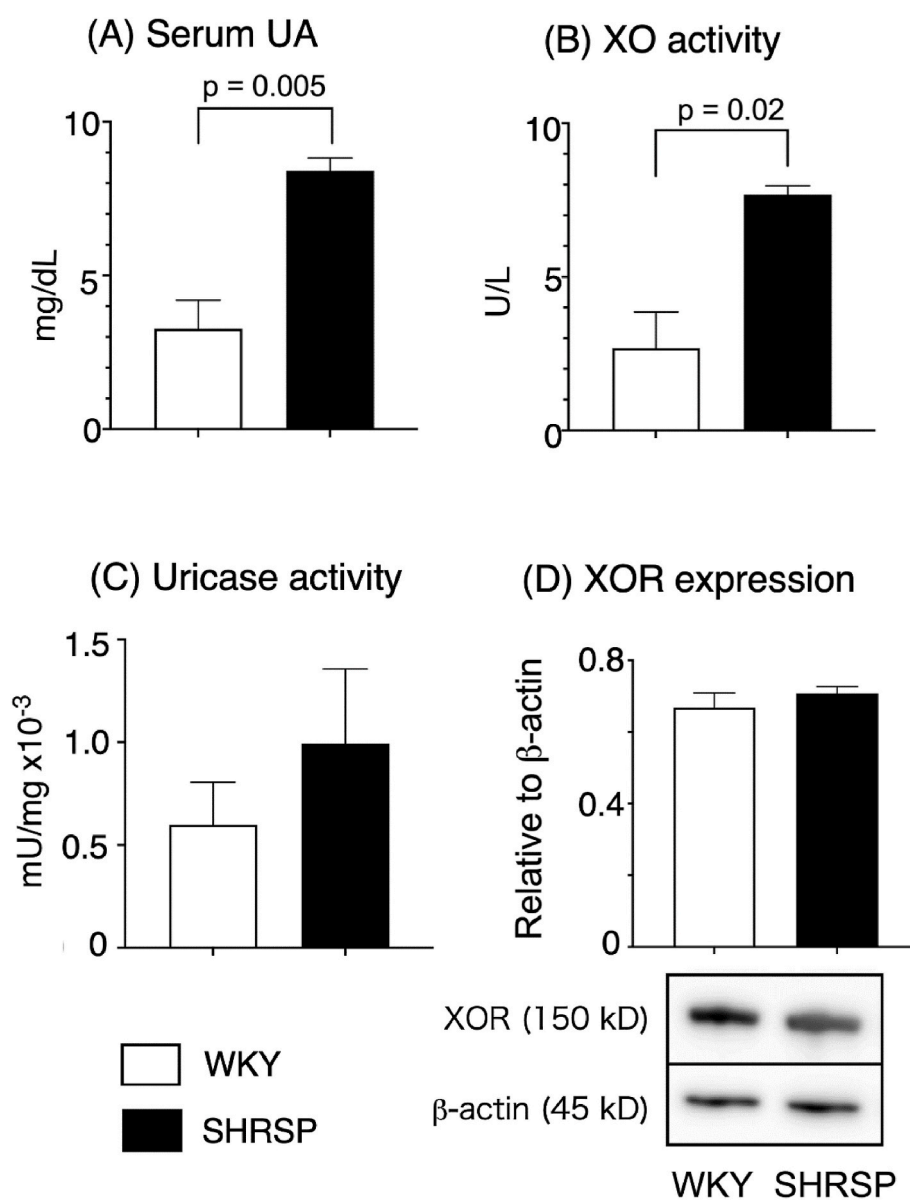 (A) Serum UA
p = 0.005
10
5
0
mg/dL
(B) XO activity
p = 0.02
10
5
0
U/L
(C) Uricase activity
1.5
1.0
0.5
0
mU/mg x10-3
(D) XOR expression
0.8
0.4
0
Relative to β-actin
WKY
SHRSP
XOR (150 kD)
β-actin (45 kD)
WKY SHRSP